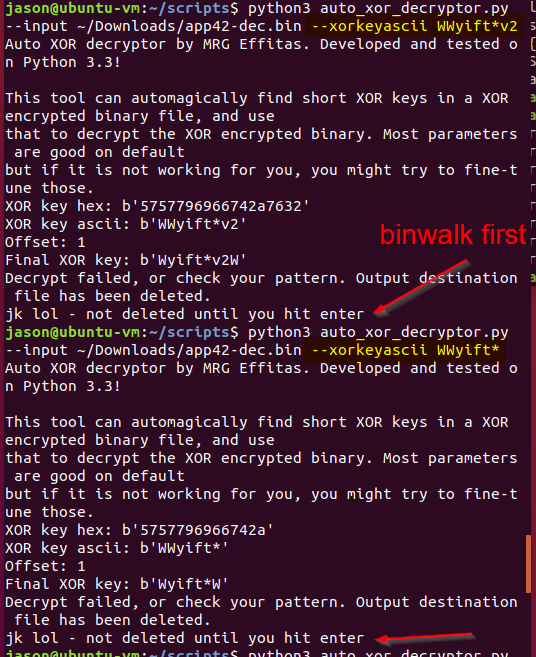 jason@ubuntu-vm:~/scripts$ python3 auto_xor_decryptor.py
--input ~/Downloads/app42-dec.bin --xorkeyascii WWyift*v2
Auto XOR decryptor by MRG Effitas. Developed and tested o
n Python 3.3!
This tool can automagically find short XOR keys in a XOR
encrypted binary file, and use
that to decrypt the XOR encrypted binary. Most parameters
are good on default
but if it is not working for you, you might try to fine-t
une those.
XOR key hex: b'5757796966742a7632'
XOR key ascii: b'WWyift*v2'
Offset: 1
Final XOR key: b'Wyift*v2W'
binwalk first
Decrypt failed, or check your pattern. Output destination
file has been deleted.
jk lol - not deleted until you hit enter
jason@ubuntu-vm:~/scripts$ python3 auto_xor_decryptor.py
--input ~/Downloads/app42-dec.bin --xorkeyascii WWyift*
Auto XOR decryptor by MRG Effitas. Developed and tested o
n Python 3.3!
This tool can automagically find short XOR keys in a XOR
encrypted binary file, and use
that to decrypt the XOR encrypted binary. Most parameters
are good on default
but if it is not working for you, you might try to fine-t
une those.
XOR key hex: b'5757796966742a'
XOR key ascii: b'WWyift*'
Offset: 1
Final XOR key: b'Wyift*W'
Decrypt failed, or check your pattern. Output destination
file has been deleted.
jk lol - not deleted until you hit enter
jason@ubuntu-vm:~/scripts$ python3 auto_xor_decryptor.py